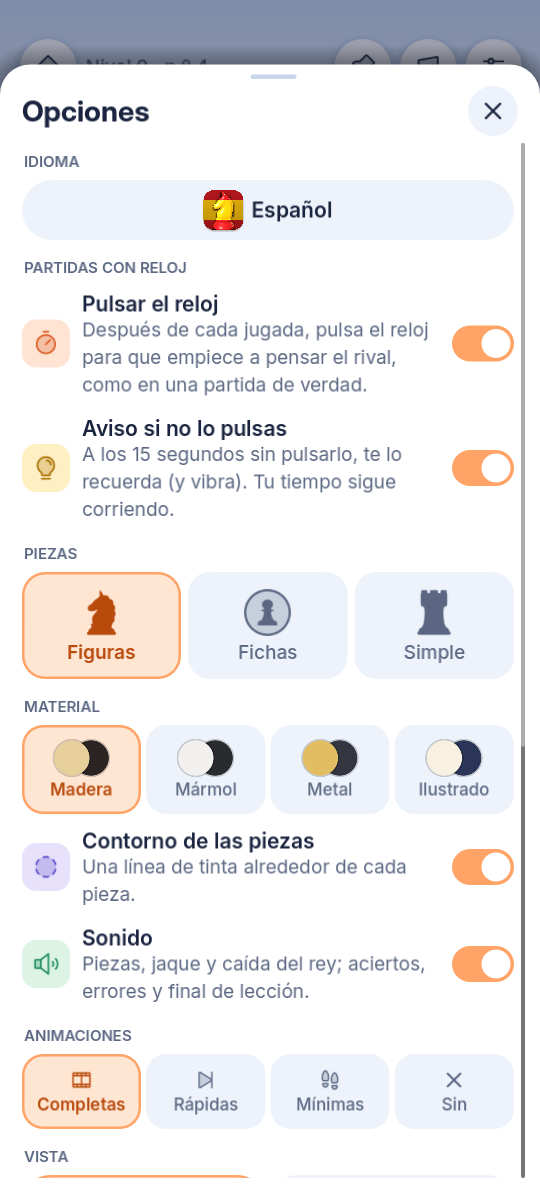 Opciones
IDIOMA
Español
PARTIDAS CON RELOJ
Pulsar el reloj
Después de cada jugada, pulsa el reloj
para que empiece a pensar el rival,
como en una partida de verdad.
Aviso si no lo pulsas
A los 15 segundos sin pulsarlo, te lo
recuerda (y vibra). Tu tiempo sigue
corriendo.
PIEZAS
Figuras
Fichas
Simple
MATERIAL
Madera
Mármol
Metal
Ilustrado
Contorno de las piezas
Una línea de tinta alrededor de cada
pieza.
Sonido
Piezas, jaque y caída del rey; aciertos,
errores y final de lección.
ANIMACIONES
Completas
Rápidas
Mínimas
Sin
VISTA